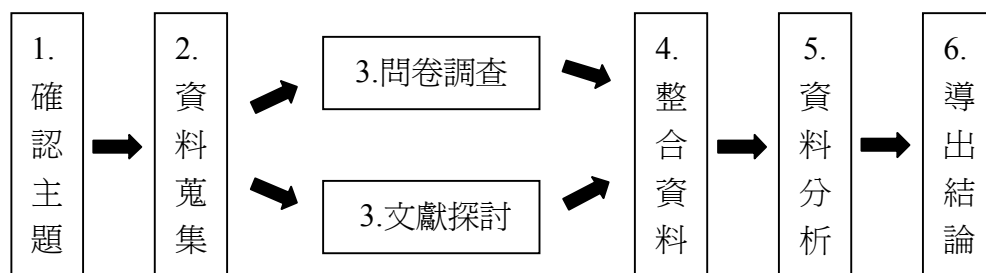 1.確認主題
2.資料蒐集
3.問卷調查
3.文獻探討
4.整合資料
5.資料分析
6.導出結論